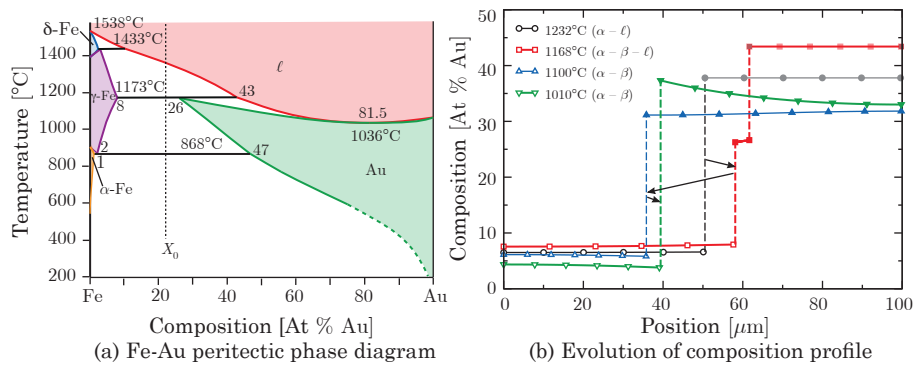 1538°C
δ-Fe
1433°C
1400
ℓ
1200
1173°C
γ-Fe
8
26
43
81.5
1036°C
1000
868°C
800
2
1
47
Au
α-Fe
600
400
X₀
200
Fe
20
40
60
80
Au
Temperature [°C]
Composition [At % Au]
(a) Fe-Au peritectic phase diagram
50
40
30
20
10
0
1232°C (α – ℓ)
1168°C (α – β – ℓ)
1100°C (α – β)
1010°C (α – β)
0
20
40
60
80
100
Composition [At % Au]
Position [μm]
(b) Evolution of composition profile